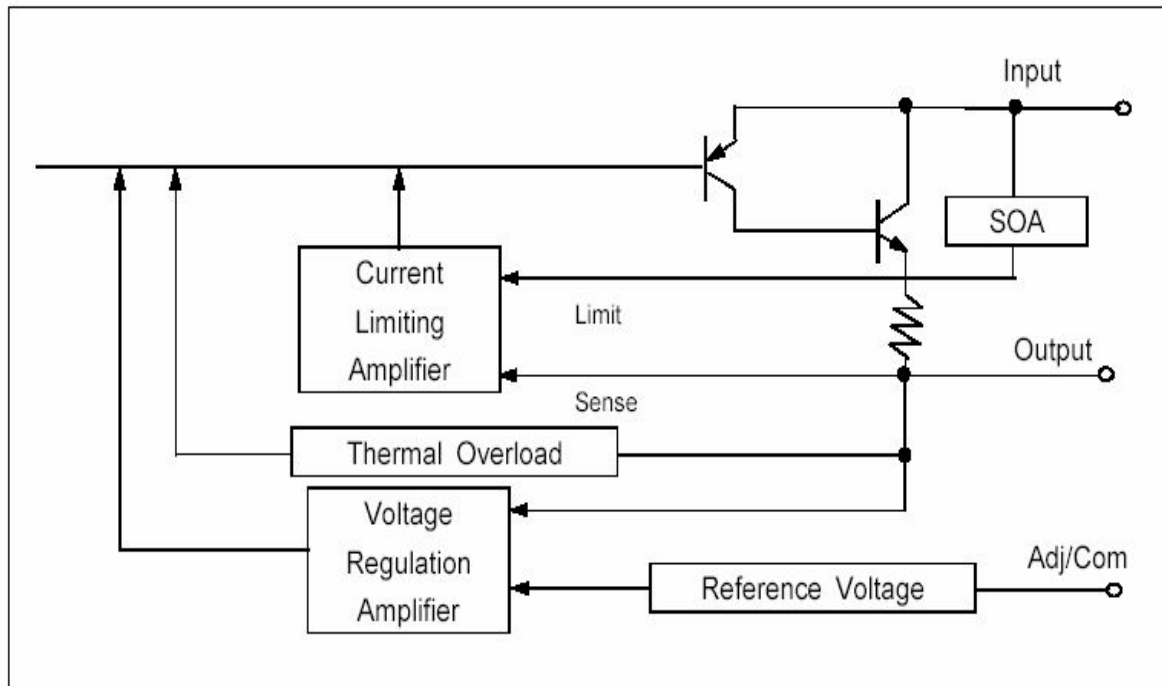 Input
SOA
Current
Limiting
Amplifier
Limit
Output
Sense
Thermal Overload
Voltage
Regulation
Amplifier
Adj/Com
Reference Voltage